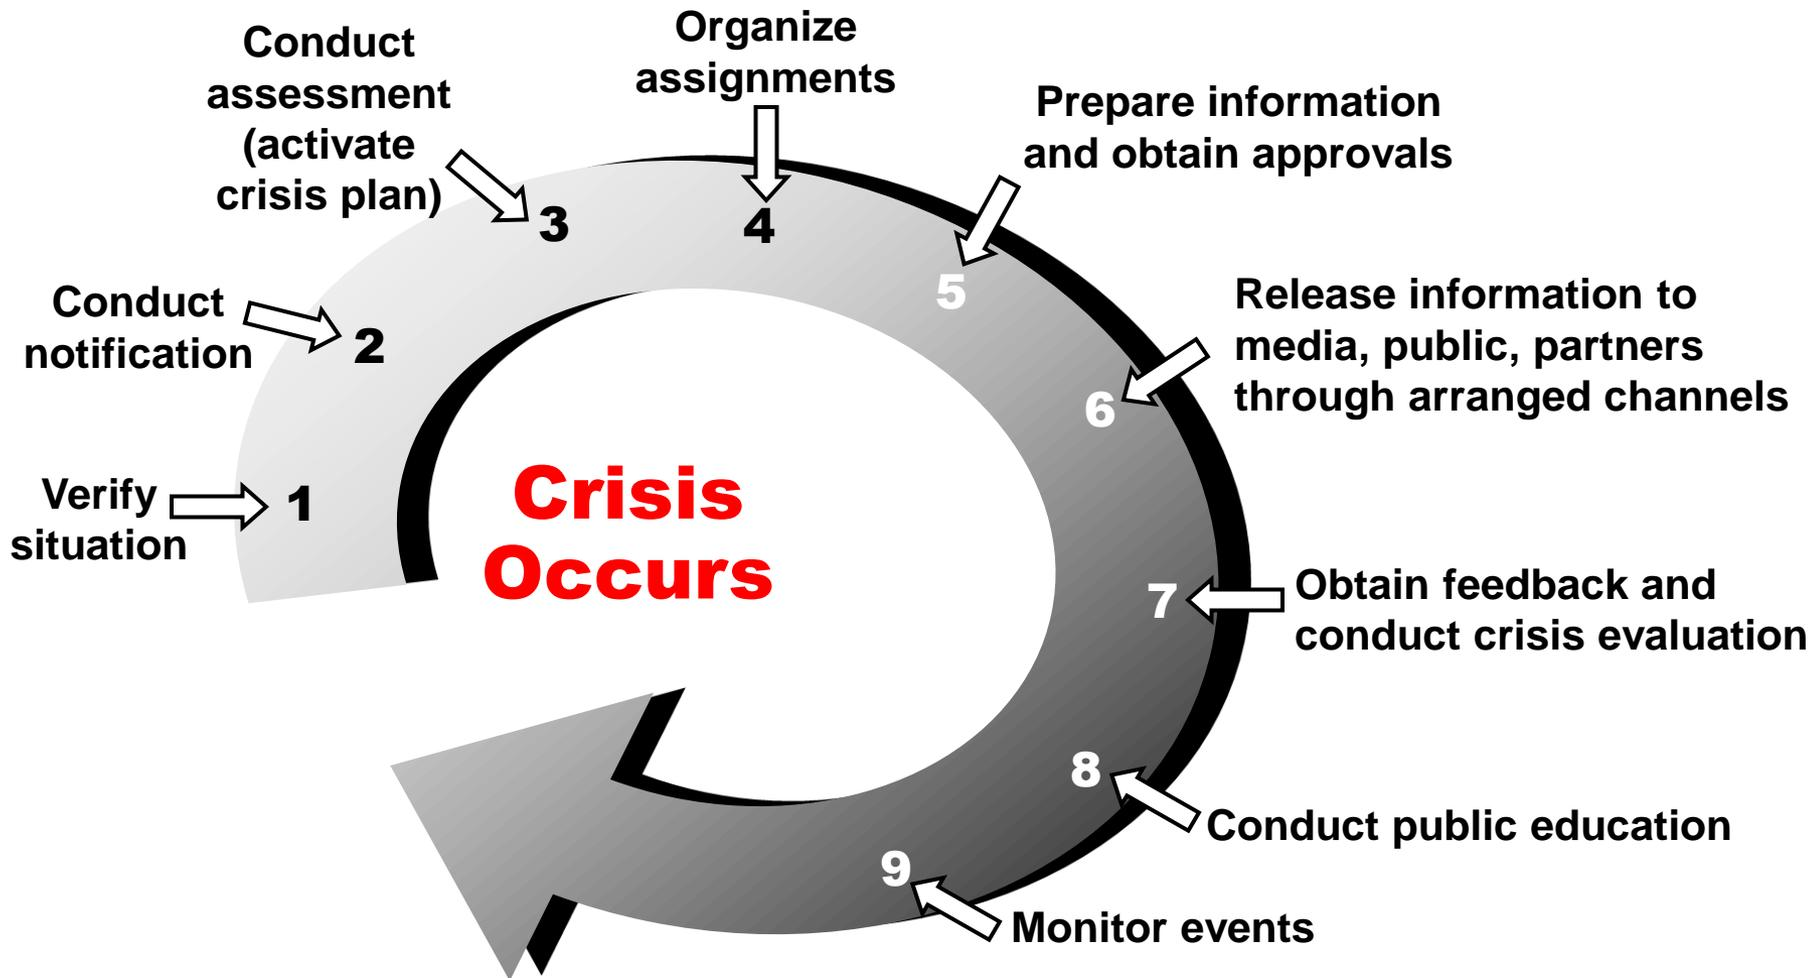 Crisis
Occurs
1
Verify
situation
2
Conduct
notification
3
Conduct
assessment
(activate
crisis plan)
4
Organize
assignments
5
Prepare information
and obtain approvals
6
Release information to
media, public, partners
through arranged channels
7
Obtain feedback and
conduct crisis evaluation
8
Conduct public education
9
Monitor events